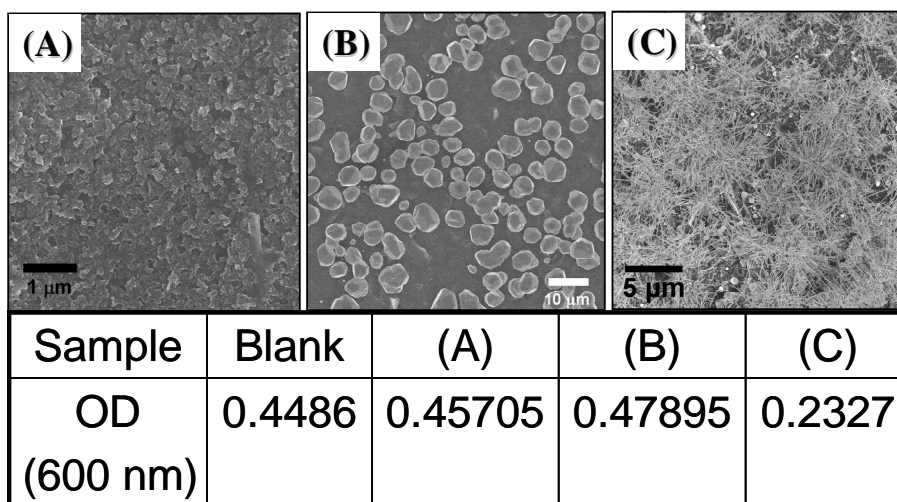 (A) (B) (C)
1 µm 10 µm 5 µm
Sample Blank (A) (B) (C)
OD 0.4486 0.45705 0.47895 0.2327
(600 nm)